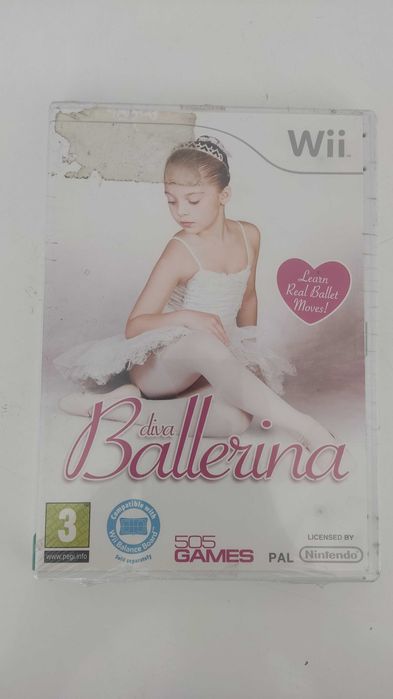 Wii
Learn
Real Ballet
Moves!
diva
Ballerina
3
www.pegi.info
Compatible with
Wii Balance Board
Sold separately
505
GAMES
PAL
LICENSED BY
Nintendo